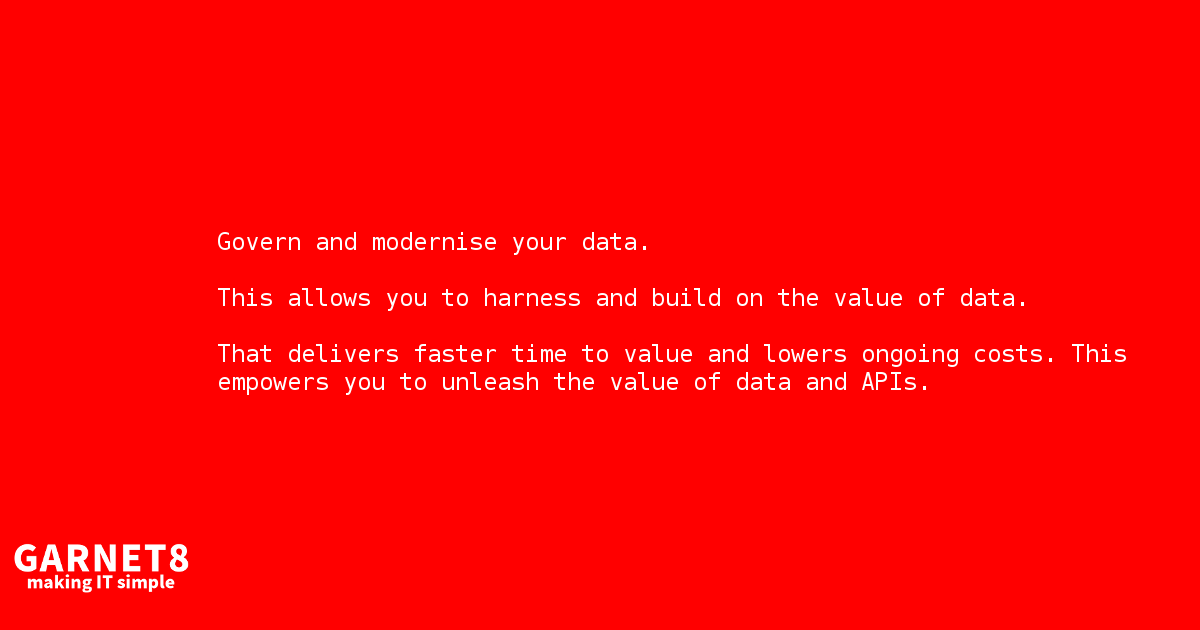 Govern and modernise your data.
This allows you to harness and build on the value of data.
That delivers faster time to value and lowers ongoing costs. This
empowers you to unleash the value of data and APIs.
GARNET8
making IT simple